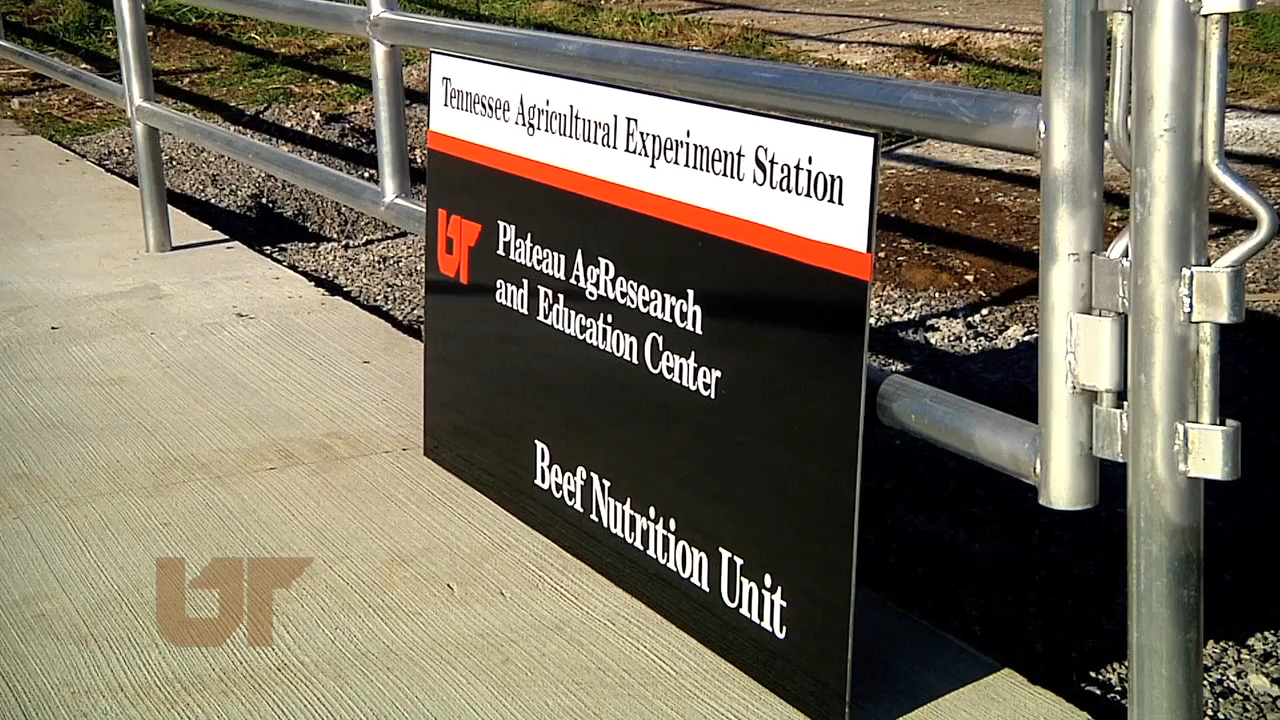 Tennessee Agricultural Experiment Station
UT
Plateau AgResearch
and Education Center
Beef Nutrition Unit
UT